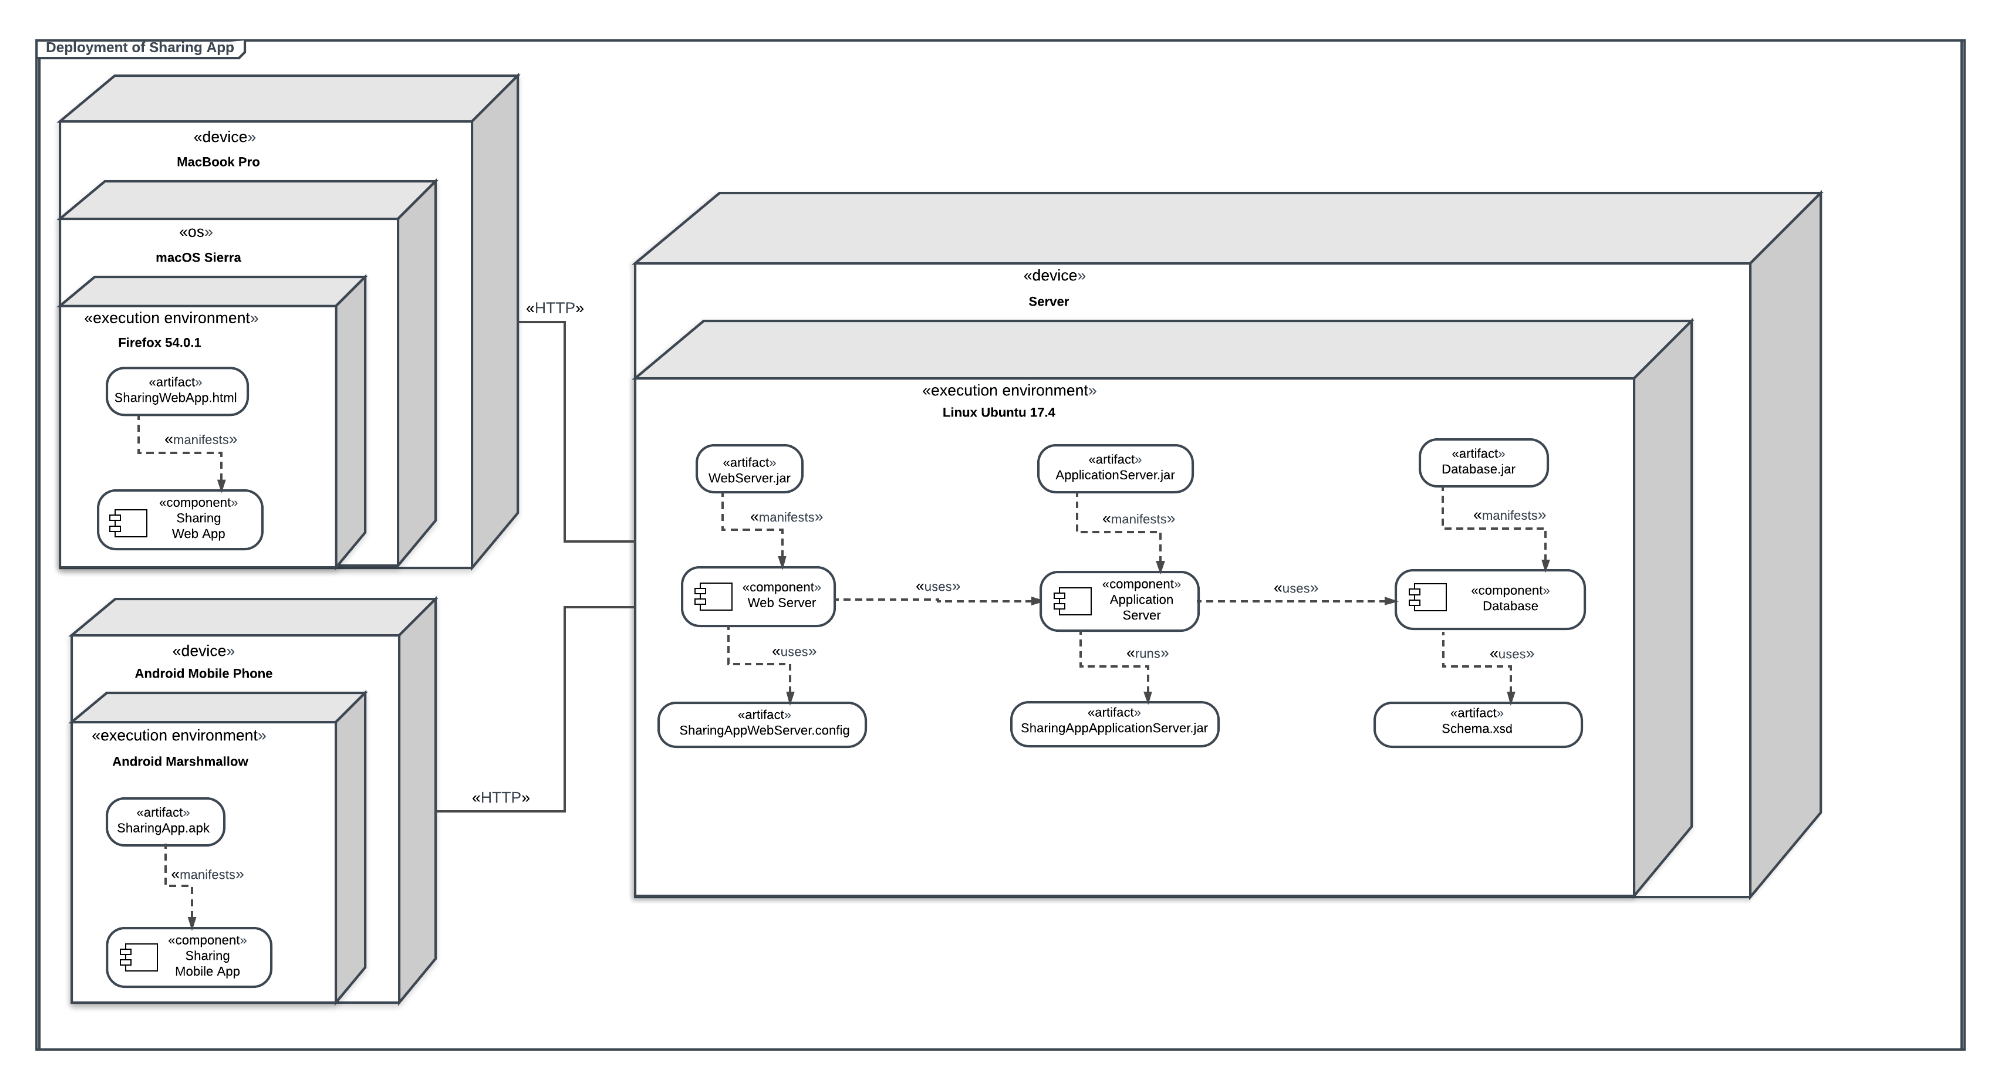 Deployment of Sharing App
«device»
MacBook Pro
«os»
macOS Sierra
«execution environment»
Firefox 54.0.1
«artifact»
SharingWebApp.html
«manifests»
«component»
Sharing
Web App
«HTTP»
«device»
Android Mobile Phone
«execution environment»
Android Marshmallow
«artifact»
SharingApp.apk
«manifests»
«component»
Sharing
Mobile App
«HTTP»
«device»
Server
«execution environment»
Linux Ubuntu 17.4
«artifact»
WebServer.jar
«manifests»
«component»
Web Server
«uses»
«artifact»
SharingAppWebServer.config
«uses»
«artifact»
ApplicationServer.jar
«manifests»
«component»
Application
Server
«runs»
«artifact»
SharingAppApplicationServer.jar
«uses»
«artifact»
Database.jar
«manifests»
«component»
Database
«uses»
«artifact»
Schema.xsd